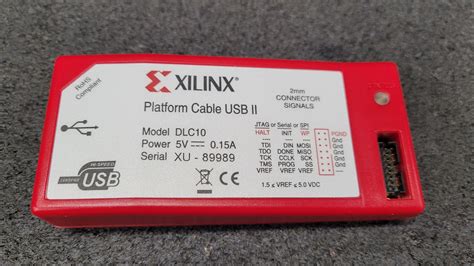 RoHS
Compliant
XILINX®
Platform Cable USB II
Model DLC10
Power 5V ⎓ 0.15A
Serial XU - 89989
HI-SPEED
CERTIFIED
USB
2mm
CONNECTOR
SIGNALS
STATUS
JTAG or Serial or SPI
HALT INIT WP PGND
TDI DIN MOSI Gnd
TDO DONE MISO Gnd
TCK CCLK SCK Gnd
TMS PROG SS Gnd
VREF VREF VREF Gnd
1.5 ≤ VREF ≤ 5.0 VDC